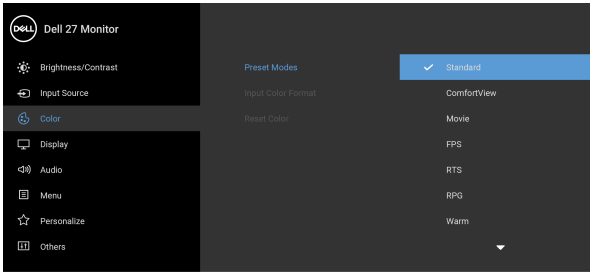 DELL Dell 27 Monitor
Brightness/Contrast
Input Source
Color
Display
Audio
Menu
Personalize
Others
Preset Modes
Input Color Format
Reset Color
Standard
ComfortView
Movie
FPS
RTS
RPG
Warm